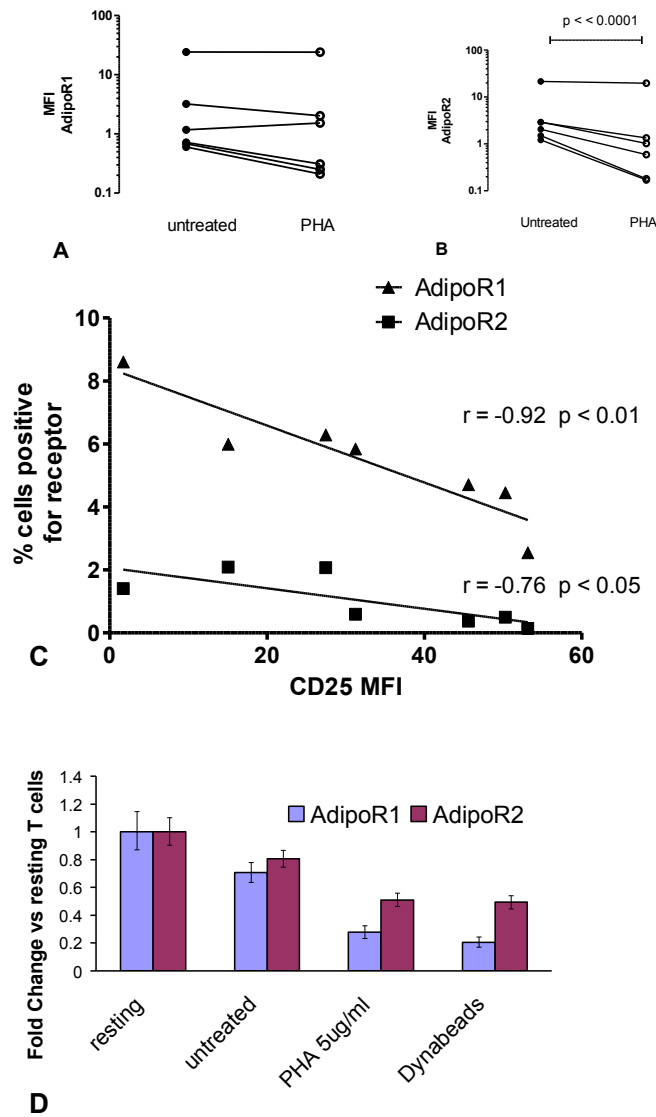 100
10
1
0.1
MFI
AdipoR1
untreated PHA
A
p < < 0.0001
100
10
1
0.1
MFI
AdipoR2
Untreated PHA
B
AdipoR1
AdipoR2
10
8
6
4
2
0
% cells positive
for receptor
r = -0.92 p < 0.01
r = -0.76 p < 0.05
0 20 40 60
CD25 MFI
C
1.4
1.2
1
0.8
0.6
0.4
0.2
0
Fold Change vs resting T cells
AdipoR1 AdipoR2
resting
untreated
PHA 5ug/ml
Dynabeads
D